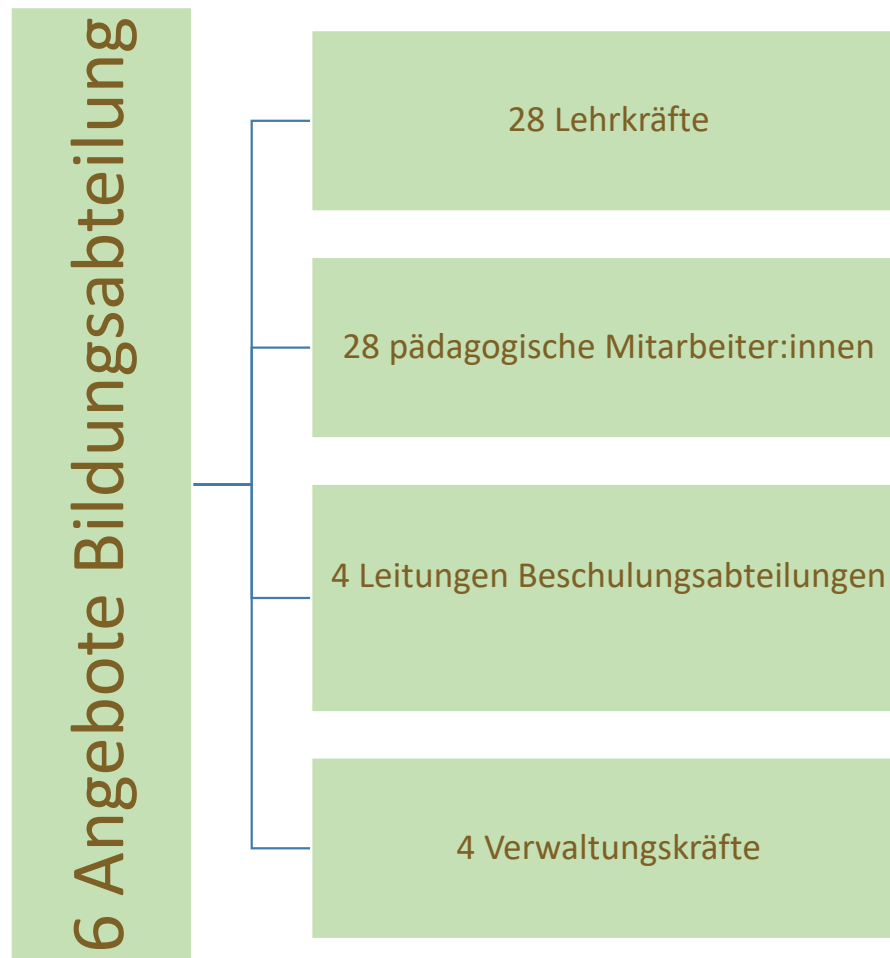 6 Angebote Bildungsabteilung
28 Lehrkräfte
28 pädagogische Mitarbeiter:innen
4 Leitungen Beschulungsabteilungen
4 Verwaltungskräfte